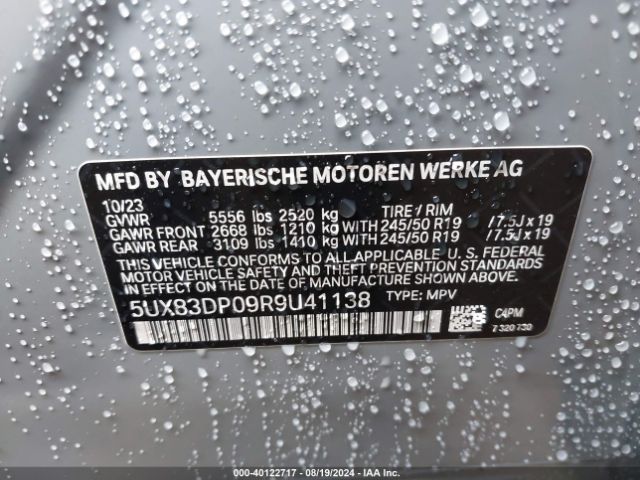 MFD BY BAYERISCHE MOTOREN WERKE AG
10/23 TIRE / RIM
GVWR 5556 lbs 2520 kg
GAWR FRONT 2668 lbs 1210 kg WITH 245/50 R19 / 7.5J x 19
GAWR REAR 3109 lbs 1410 kg WITH 245/50 R19 / 7.5J x 19
THIS VEHICLE CONFORMS TO ALL APPLICABLE U. S. FEDERAL
MOTOR VEHICLE SAFETY STANDARDS
IN EFFECT ON THE DATE OF MANUFACTURE SHOWN ABOVE.
5UX83DP09R9U41138 TYPE: MPV
C4PM
7 320 730
000-40122717 - 08/19/2024 - IAA Inc.